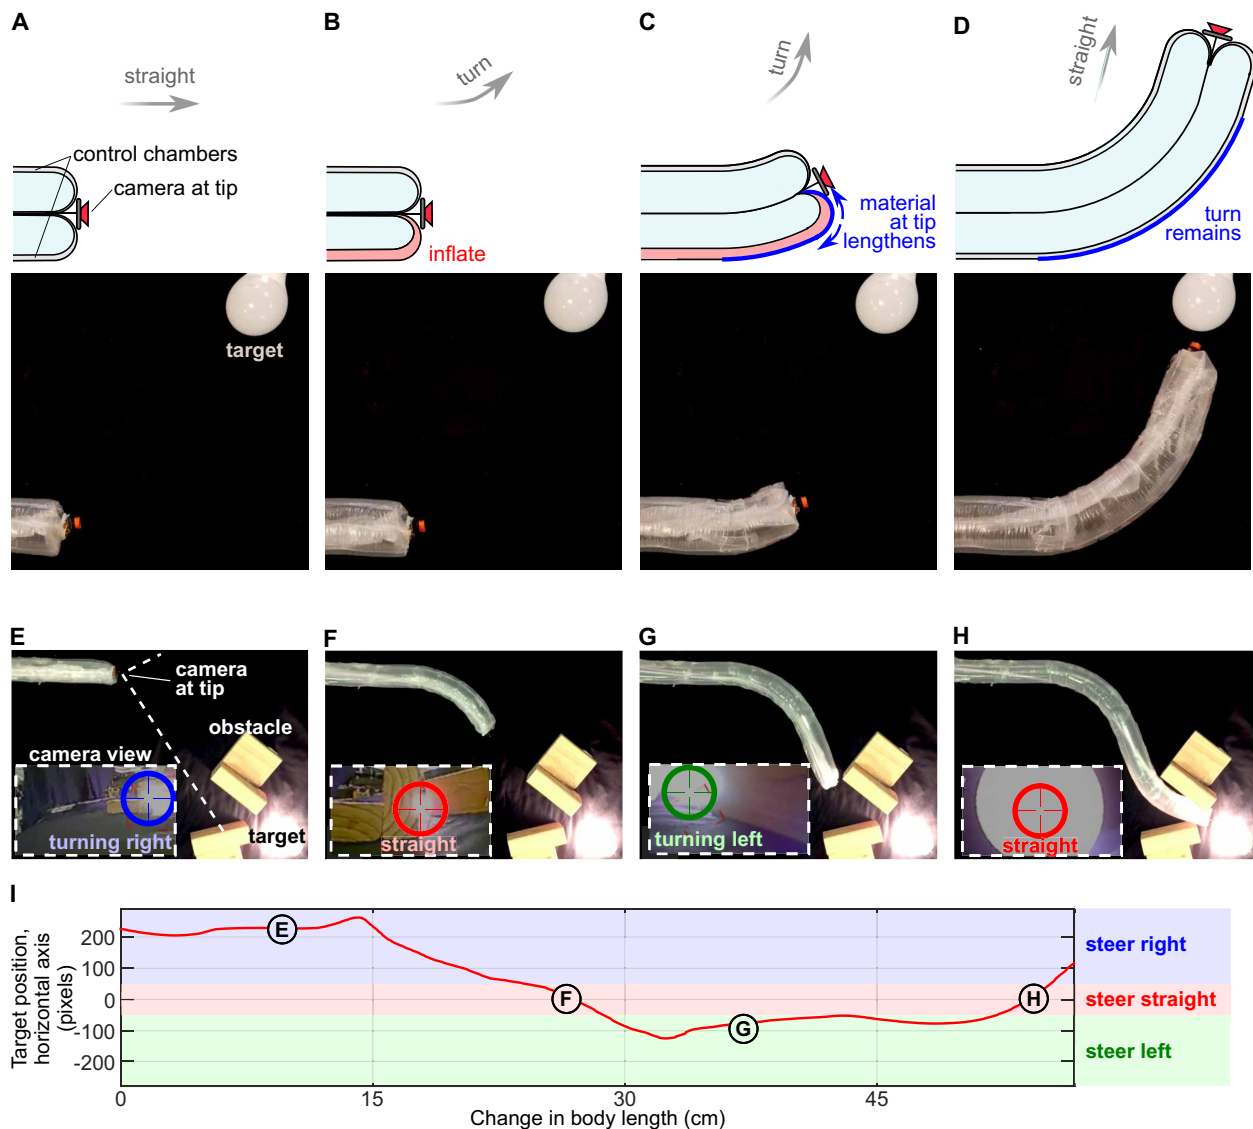 A
B
C
D
straight
turn
turn
straight
control chambers
camera at tip
inflate
material
at tip
lengthens
turn
remains
target
E
F
G
H
camera
at tip
obstacle
camera view
turning right
target
straight
turning left
straight
I
Target position,
horizontal axis
(pixels)
200
100
0
-100
-200
E
F
G
H
steer right
steer straight
steer left
0
15
30
45
Change in body length (cm)